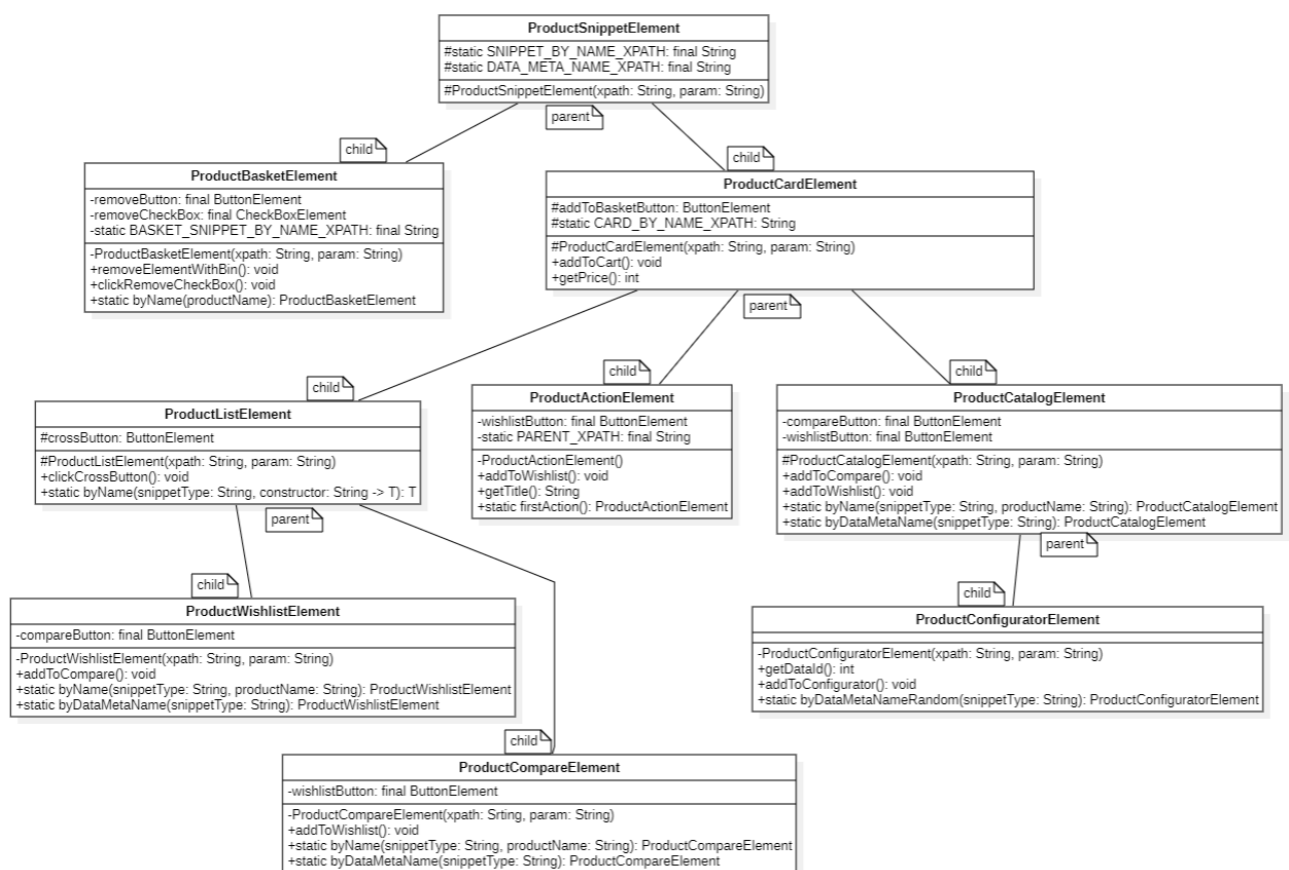 ProductSnippetElement
#static SNIPPET_BY_NAME_XPATH: final String
#static DATA_META_NAME_XPATH: final String
#ProductSnippetElement(xpath: String, param: String)
parent
child
child
ProductBasketElement
-removeButton: final ButtonElement
-removeCheckBox: final CheckBoxElement
-static BASKET_SNIPPET_BY_NAME_XPATH: final String
-ProductBasketElement(xpath: String, param: String)
+removeElementWithBin(): void
+clickRemoveCheckBox(): void
+static byName(productName): ProductBasketElement
ProductCardElement
#addToBasketButton: ButtonElement
#static CARD_BY_NAME_XPATH: String
#ProductCardElement(xpath: String, param: String)
+addToCart(): void
+getPrice(): int
parent
child
child
child
ProductListElement
#crossButton: ButtonElement
#ProductListElement(xpath: String, param: String)
+clickCrossButton(): void
+static byName(snippetType: String, constructor: String -> T): T
parent
ProductActionElement
-wishlistButton: final ButtonElement
-static PARENT_XPATH: final String
-ProductActionElement()
+addToWishlist(): void
+getTitle(): String
+static firstAction(): ProductActionElement
ProductCatalogElement
-compareButton: final ButtonElement
-wishlistButton: final ButtonElement
#ProductCatalogElement(xpath: String, param: String)
+addToCompare(): void
+addToWishlist(): void
+static byName(snippetType: String, productName: String): ProductCatalogElement
+static byDataMetaName(snippetType: String): ProductCatalogElement
parent
child
child
ProductWishlistElement
-compareButton: final ButtonElement
-ProductWishlistElement(xpath: String, param: String)
+addToCompare(): void
+static byName(snippetType: String, productName: String): ProductWishlistElement
+static byDataMetaName(snippetType: String): ProductWishlistElement
ProductConfiguratorElement
-ProductConfiguratorElement(xpath: String, param: String)
+getDataId(): int
+addToConfigurator(): void
+static byDataMetaNameRandom(snippetType: String): ProductConfiguratorElement
child
ProductCompareElement
-wishlistButton: final ButtonElement
-ProductCompareElement(xpath: Srting, param: String)
+addToWishlist(): void
+static byName(snippetType: String, productName: String): ProductCompareElement
+static byDataMetaName(snippetType: String): ProductCompareElement